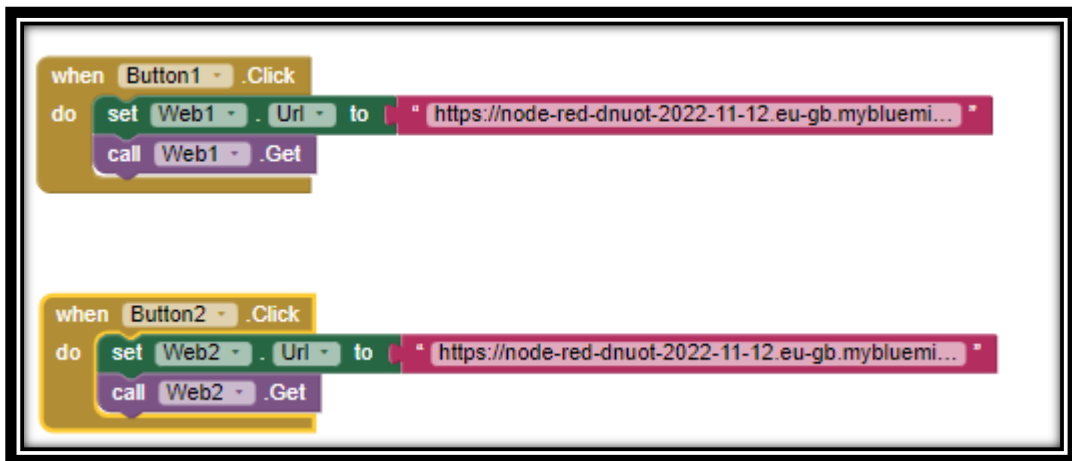 when Button1 .Click
do set Web1 . Url to " https://node-red-dnuot-2022-11-12.eu-gb.mybluemi... "
call Web1 .Get
when Button2 .Click
do set Web2 . Url to " https://node-red-dnuot-2022-11-12.eu-gb.mybluemi... "
call Web2 .Get